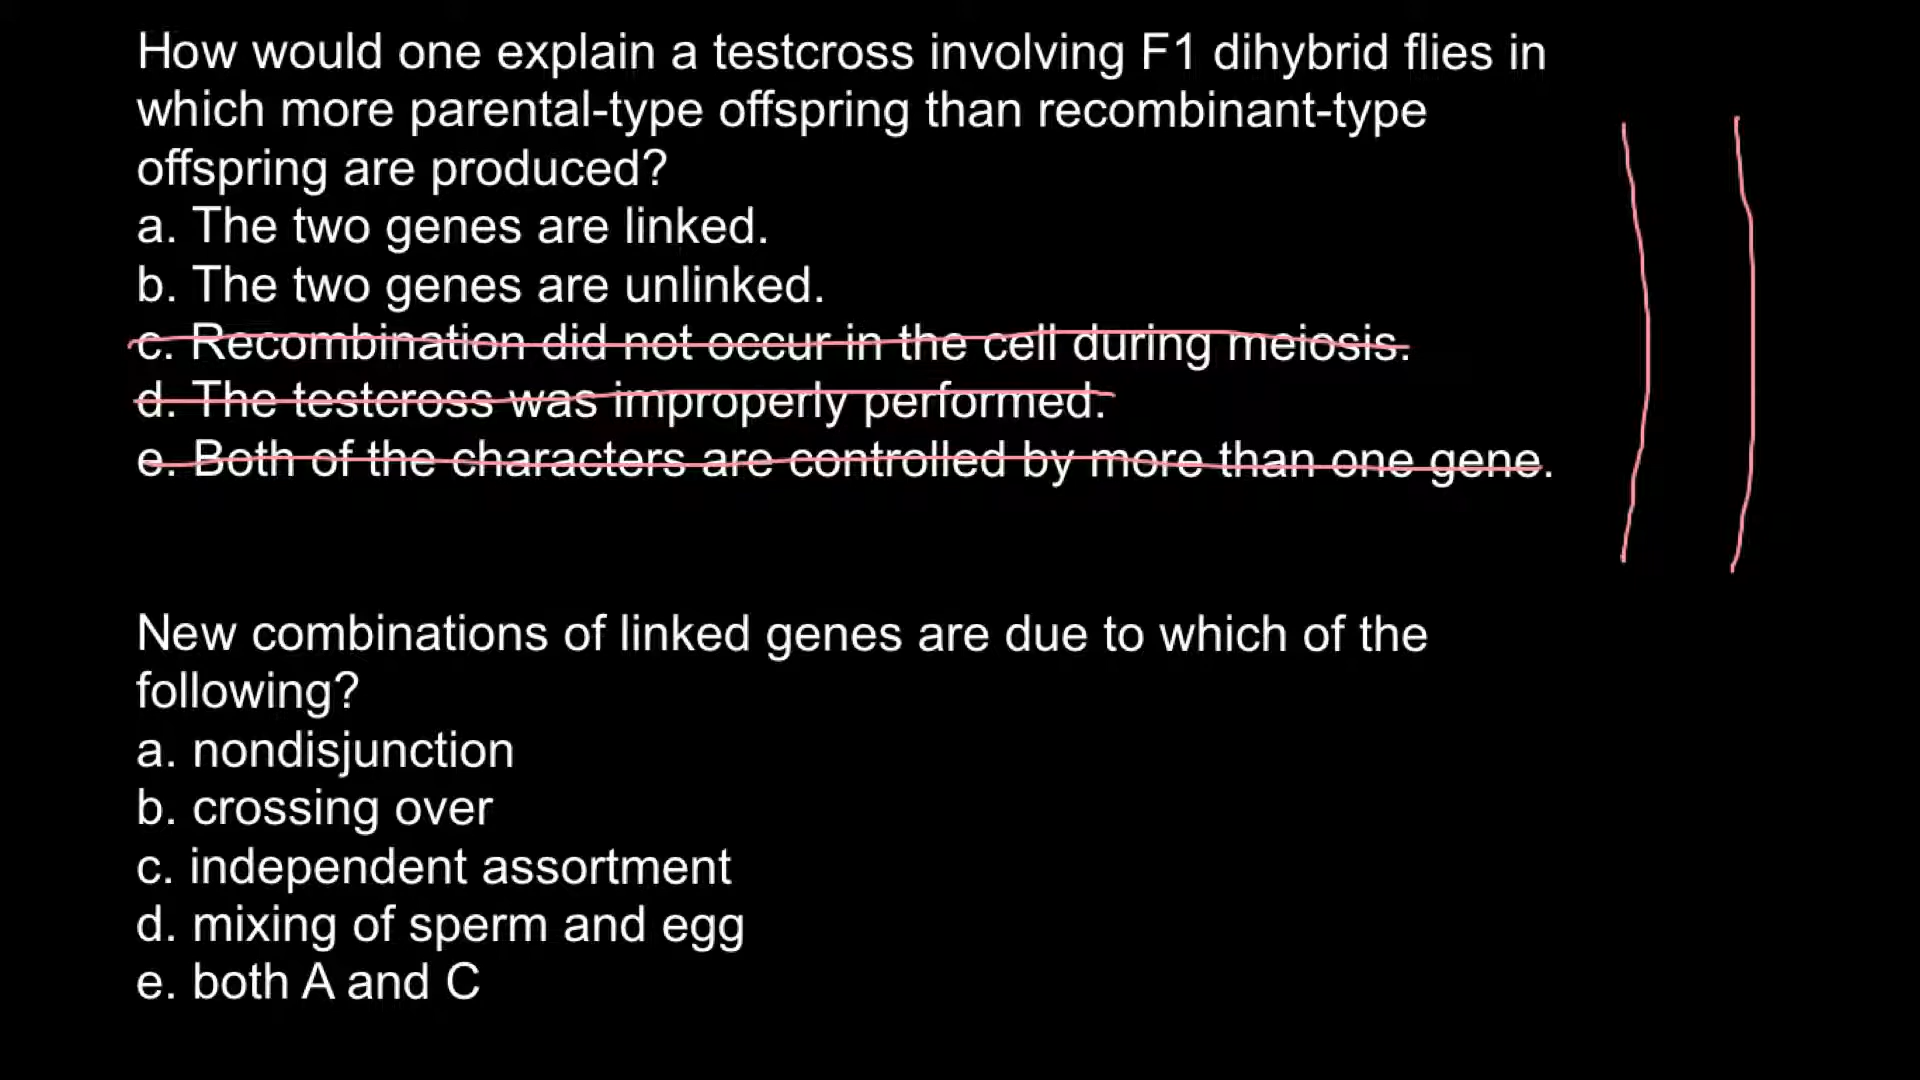 How would one explain a testcross involving F1 dihybrid flies in
which more parental-type offspring than recombinant-type
offspring are produced?
a. The two genes are linked.
b. The two genes are unlinked.
c. Recombination did not occur in the cell during meiosis.
d. The testcross was improperly performed.
e. Both of the characters are controlled by more than one gene.
New combinations of linked genes are due to which of the
following?
a. nondisjunction
b. crossing over
c. independent assortment
d. mixing of sperm and egg
e. both A and C